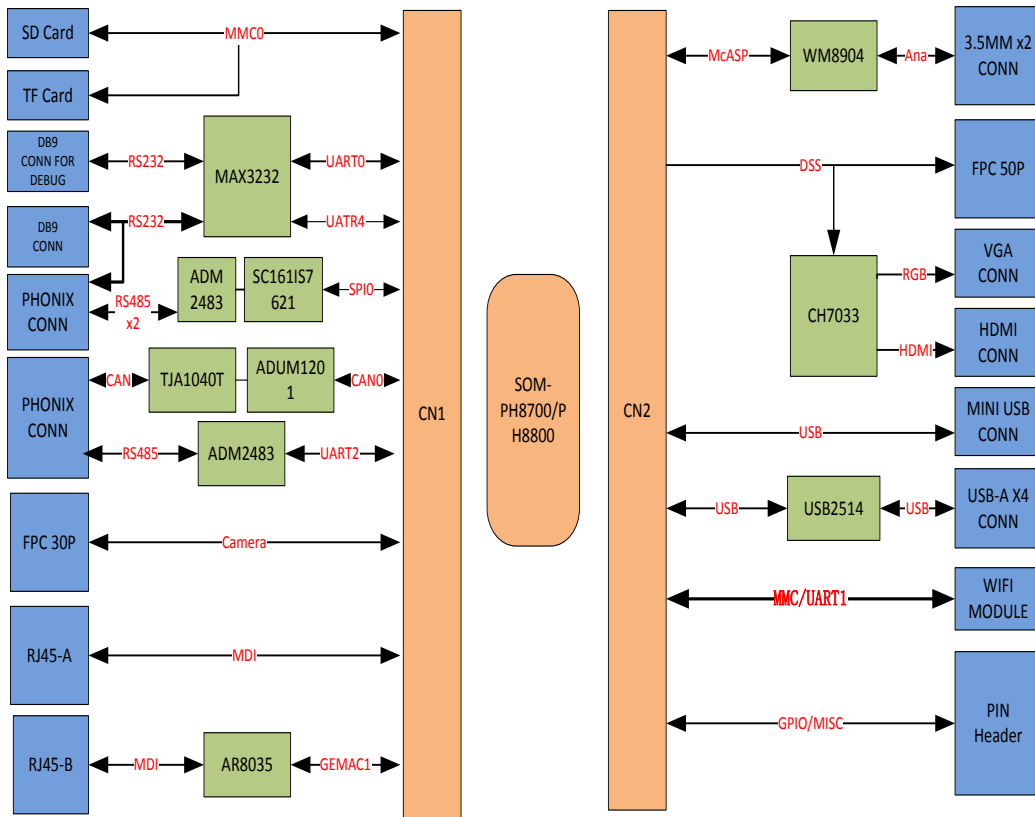 SD Card
MMC0
TF Card
DB9
CONN FOR
DEBUG
RS232
MAX3232
UART0
DB9
CONN
RS232
UATR4
PHONIX
CONN
RS485
x2
ADM
2483
SC161IS7
621
SPI0
PHONIX
CONN
CAN
TJA1040T
ADUM120
1
CAN0
RS485
ADM2483
UART2
FPC 30P
Camera
RJ45-A
MDI
RJ45-B
MDI
AR8035
GEMAC1
CN1
SOM-
PH8700/P
H8800
CN2
McASP
WM8904
Ana
3.5MM x2
CONN
DSS
FPC 50P
CH7033
RGB
VGA
CONN
HDMI
HDMI
CONN
USB
MINI USB
CONN
USB
USB2514
USB
USB-A X4
CONN
MMC/UART1
WIFI
MODULE
GPIO/MISC
PIN
Header